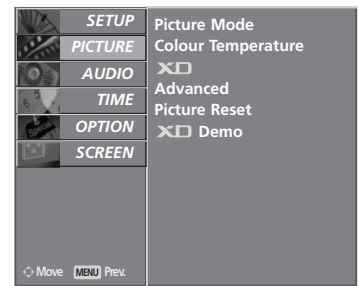 SETUP
PICTURE
AUDIO
TIME
OPTION
SCREEN
Move MENU Prev.
Picture Mode
Colour Temperature
XD
Advanced
Picture Reset
XD Demo